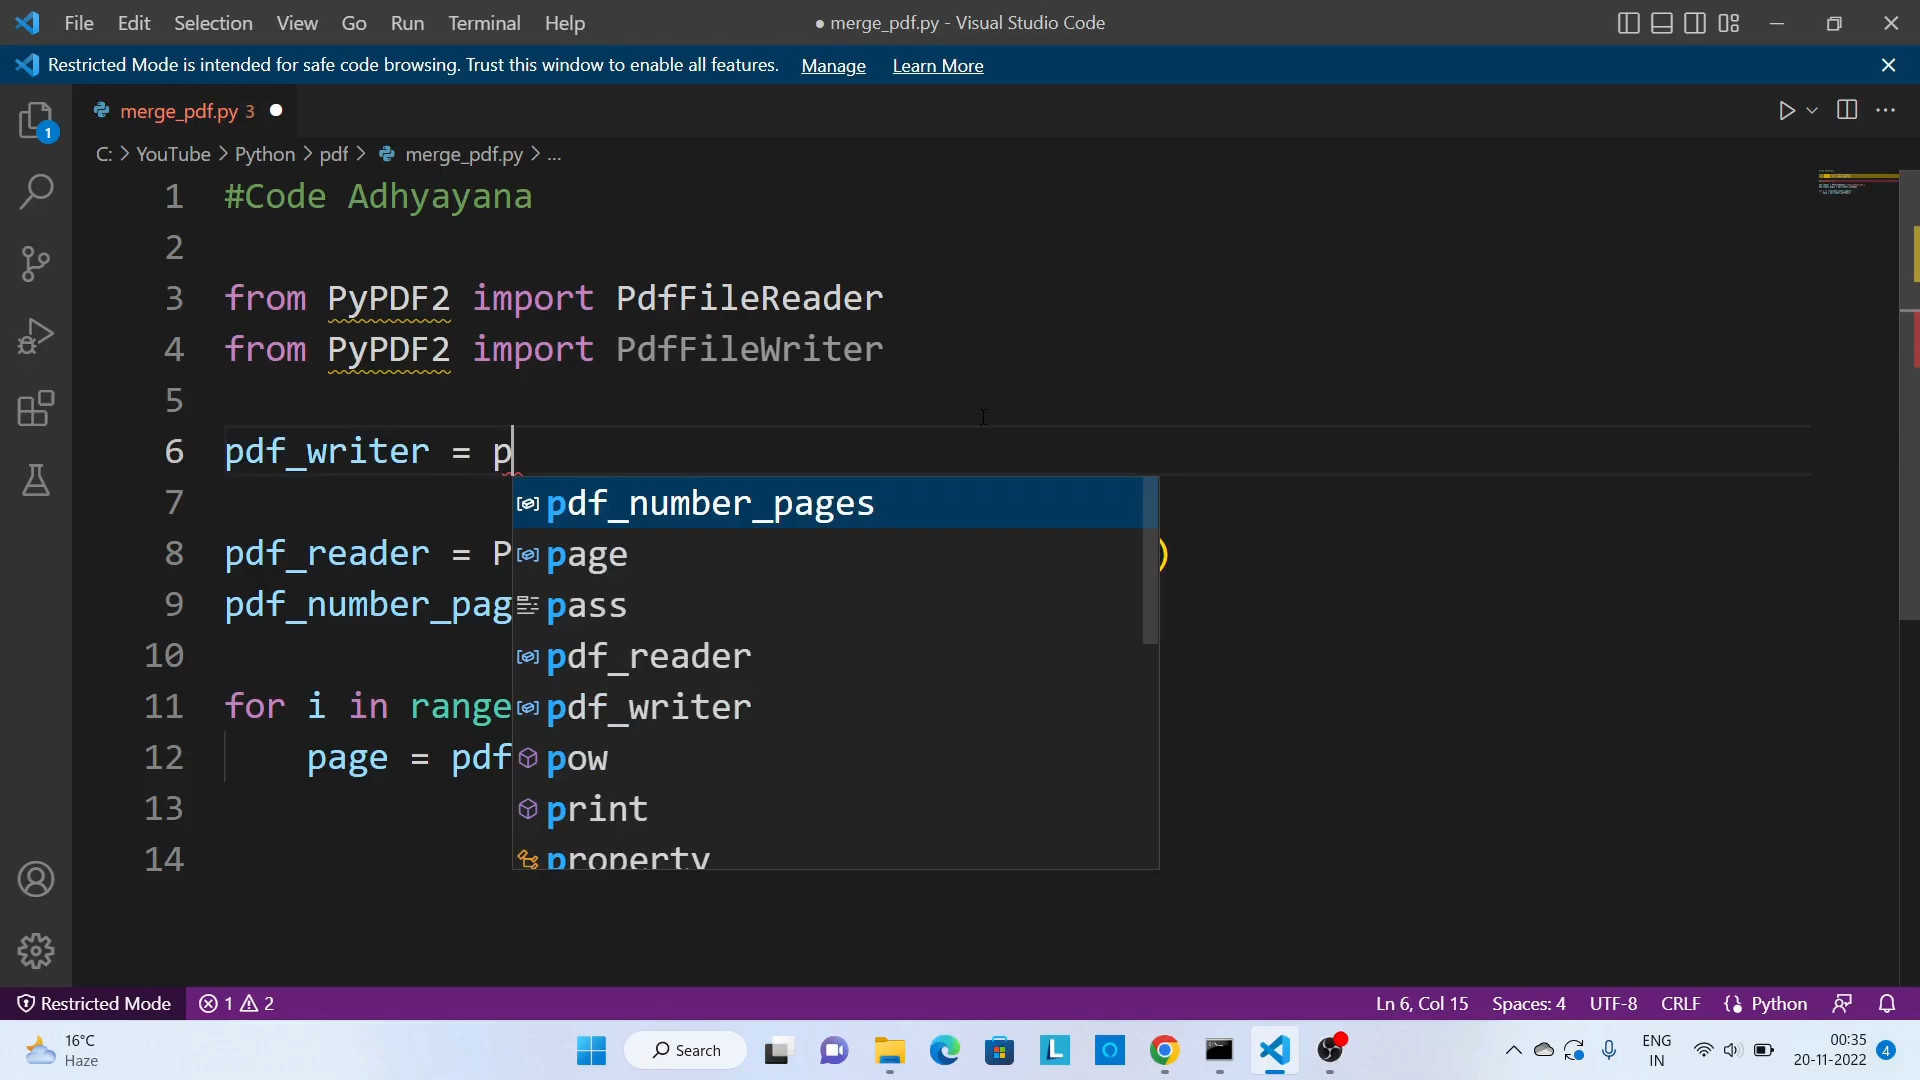 File Edit Selection View Go Run Terminal Help ● merge_pdf.py - Visual Studio Code
Restricted Mode is intended for safe code browsing. Trust this window to enable all features. Manage Learn More
merge_pdf.py 3
1
C: > YouTube > Python > pdf > merge_pdf.py > ...
1 #Code Adhyayana
2
3 from PyPDF2 import PdfFileReader
4 from PyPDF2 import PdfFileWriter
5
6 pdf_writer = p
7 pdf_number_pages
8 pdf_reader = P page )
9 pdf_number_pag pass
10 pdf_reader
11 for i in range pdf_writer
12 page = pdf pow
13 print
14 property
Restricted Mode 1 2 Ln 6, Col 15 Spaces: 4 UTF-8 CRLF Python
16°C
Haze
Search
L
ENG
IN
00:35
20-11-2022
4